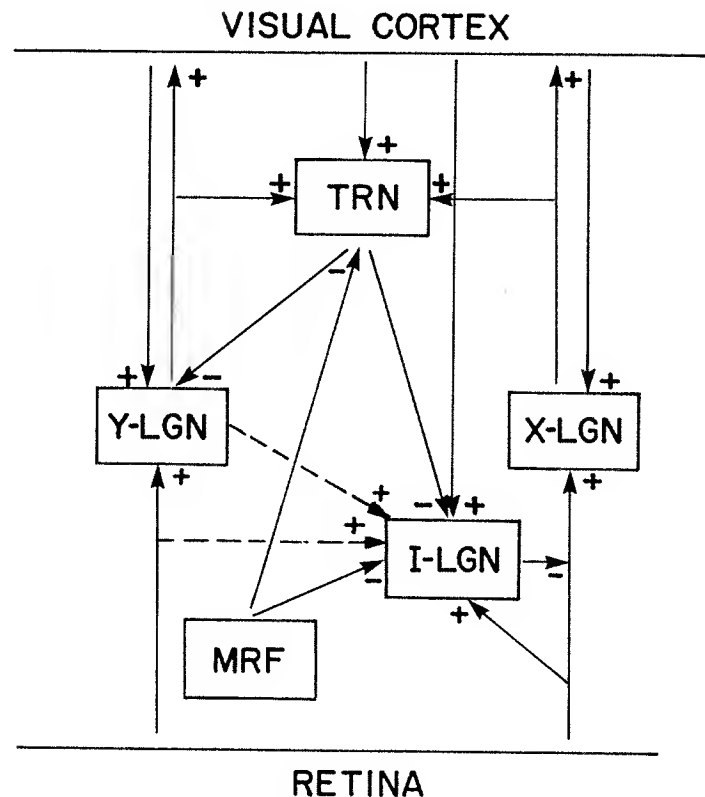 VISUAL CORTEX
+ +
+
+ TRN +
-
+ - +
Y-LGN X-LGN
+ +
+ - +
+ I-LGN -
-
+
MRF
RETINA